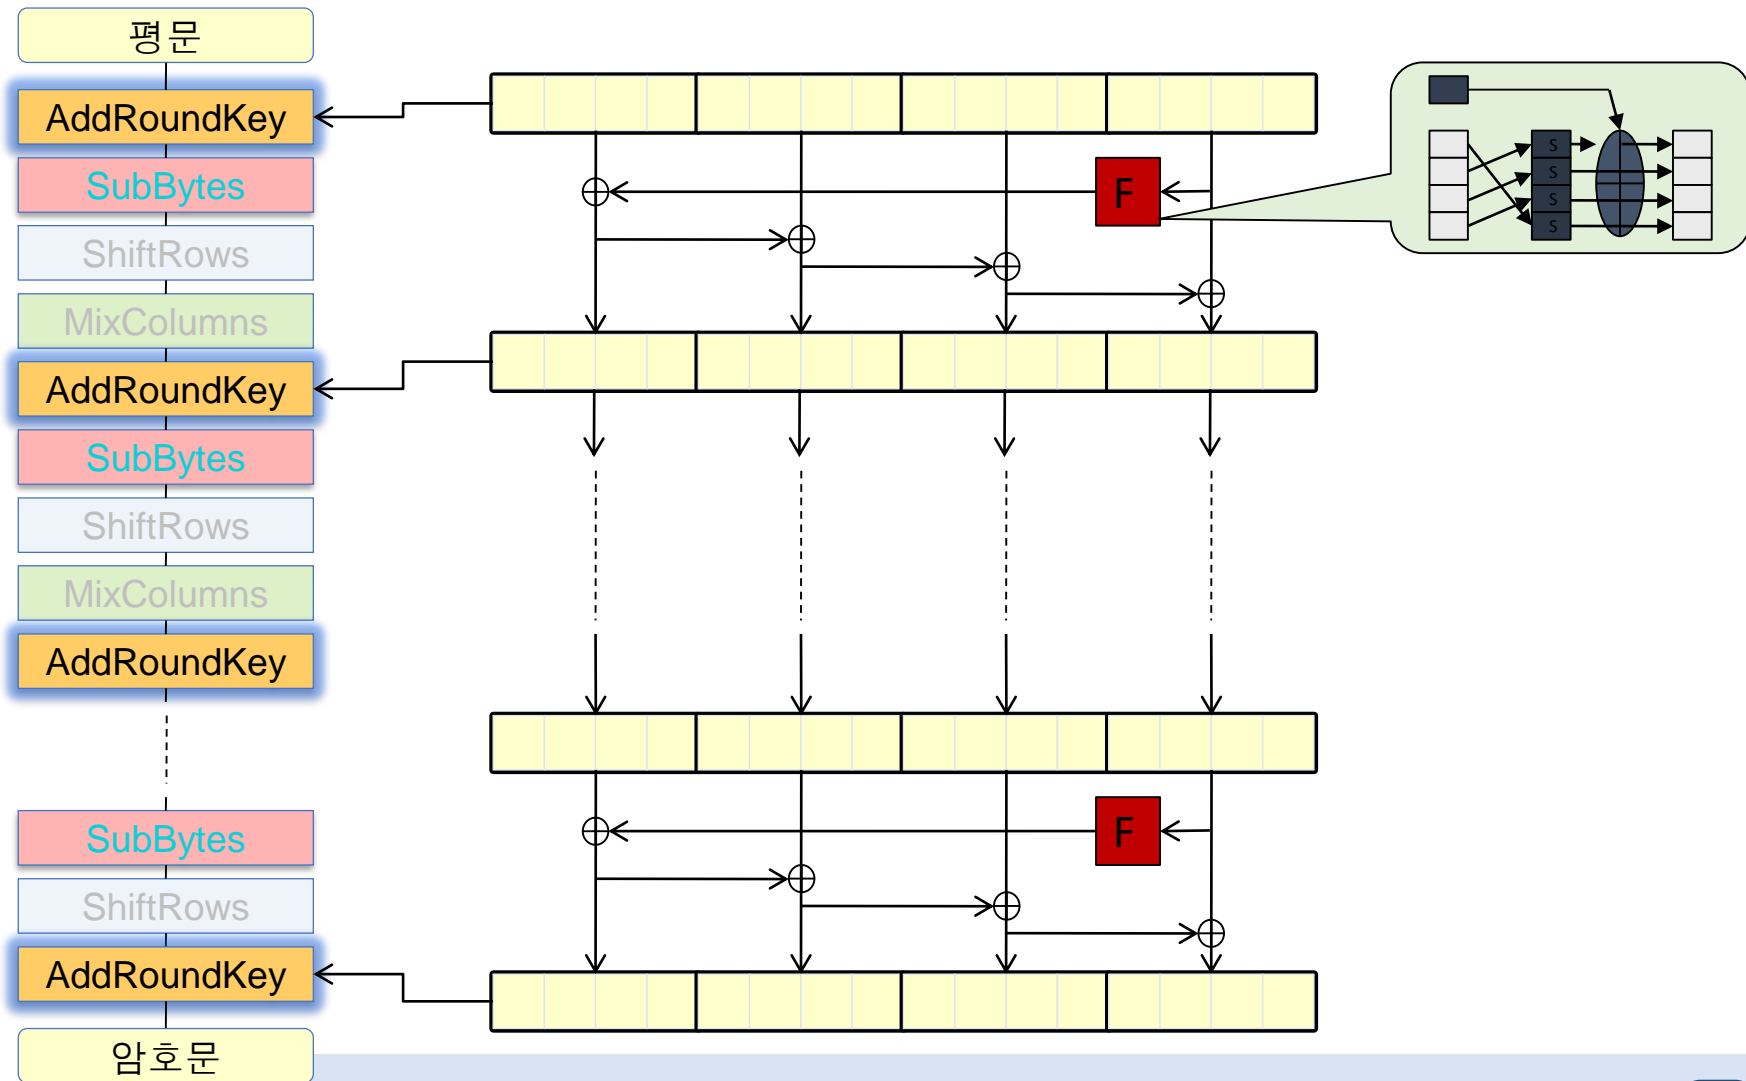 평문
AddRoundKey
SubBytes
ShiftRows
MixColumns
AddRoundKey
SubBytes
ShiftRows
MixColumns
AddRoundKey
SubBytes
ShiftRows
AddRoundKey
암호문
F
S
S
S
S
F